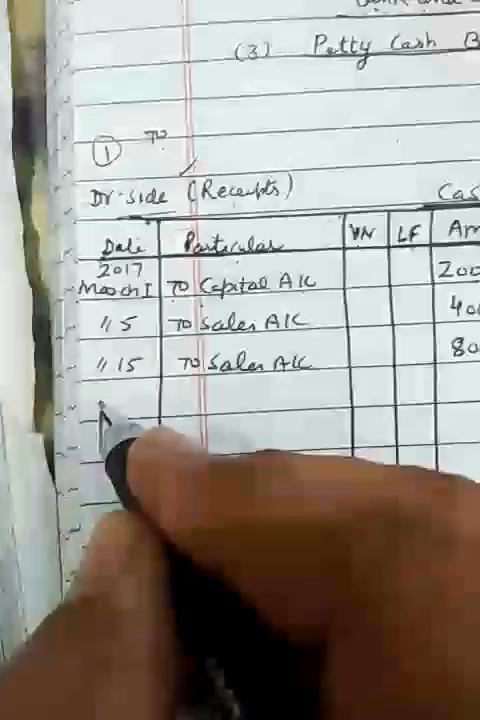 (3) Petty Cash B
① To
Dr-side (Receipts) Cas
Date Particulars VN LF Am
2017
March 1 To Capital A/C 200
〃 5 To Sales A/C 400
〃 15 To Sales A/C 80